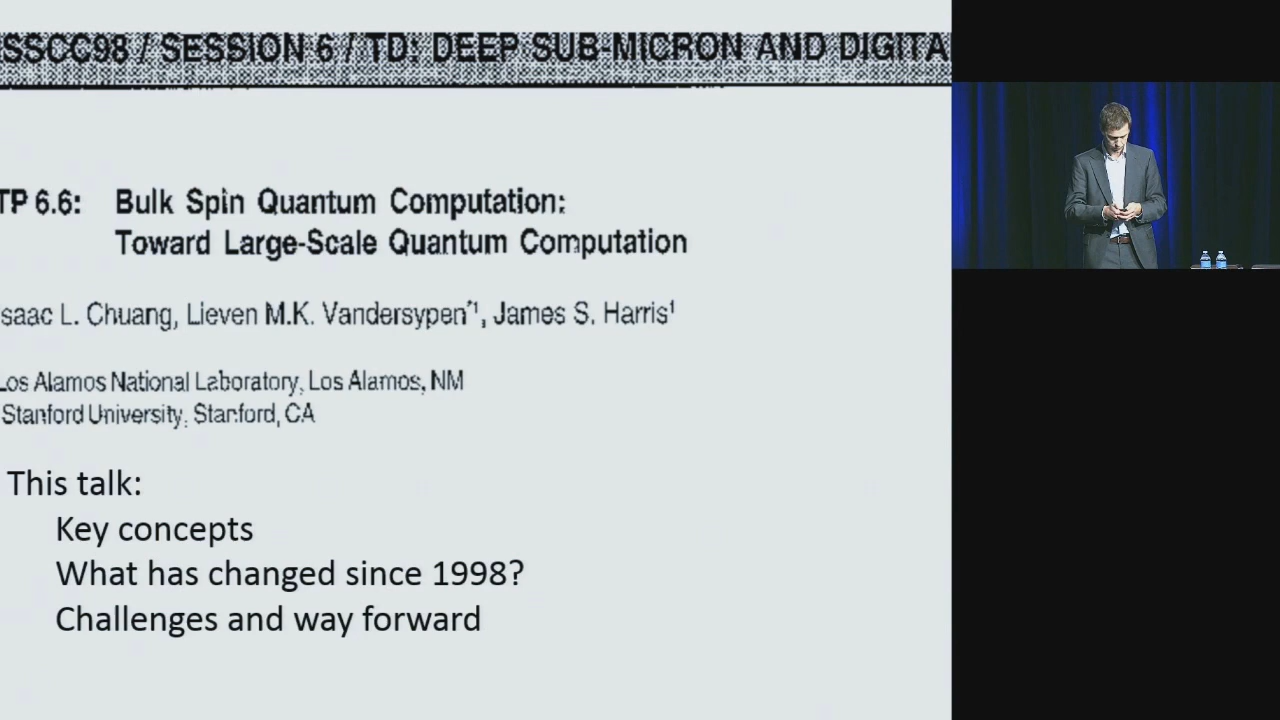 SSCC98 / SESSION 6 / TD: DEEP SUB-MICRON AND DIGITA
TP 6.6: Bulk Spin Quantum Computation:
Toward Large-Scale Quantum Computation
saac L. Chuang, Lieven M.K. Vandersypen*¹, James S. Harris¹
Los Alamos National Laboratory, Los Alamos, NM
Stanford University, Stanford, CA
This talk:
Key concepts
What has changed since 1998?
Challenges and way forward